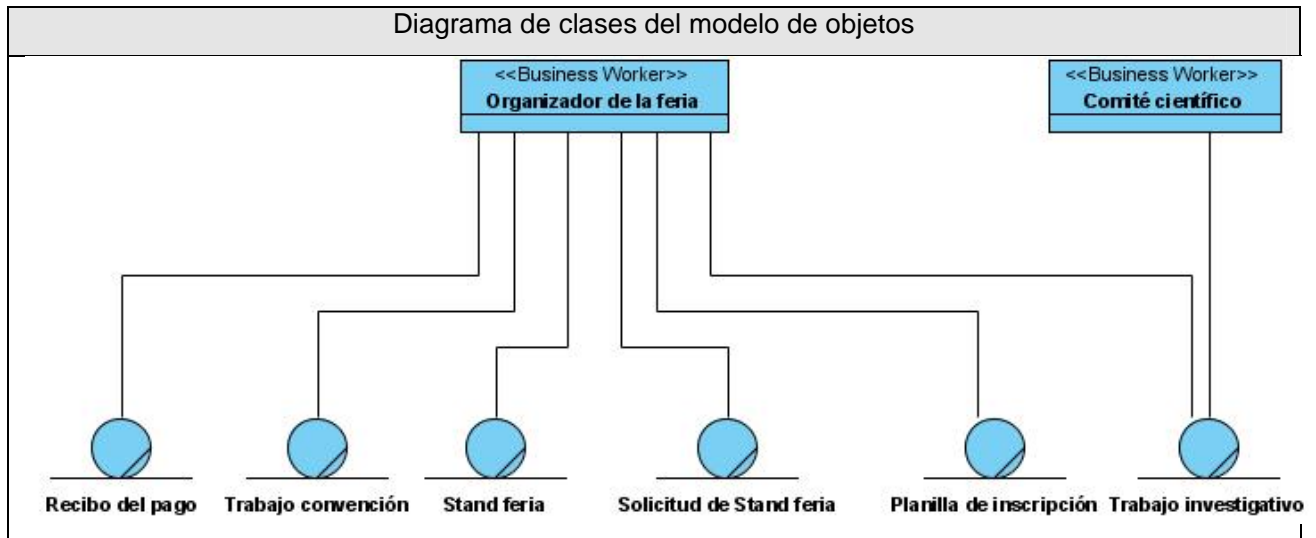 Diagrama de clases del modelo de objetos
<<Business Worker>>
Organizador de la feria
<<Business Worker>>
Comité científico
Recibo del pago
Trabajo convención
Stand feria
Solicitud de Stand feria
Planilla de inscripción
Trabajo investigativo